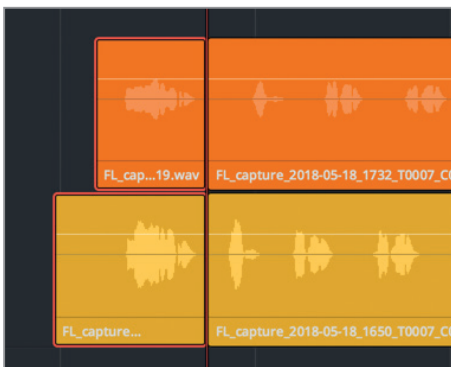 FL_cap...19.wav
FL_capture_2018-05-18_1732_T0007_C
FL_capture...
FL_capture_2018-05-18_1650_T0007_C